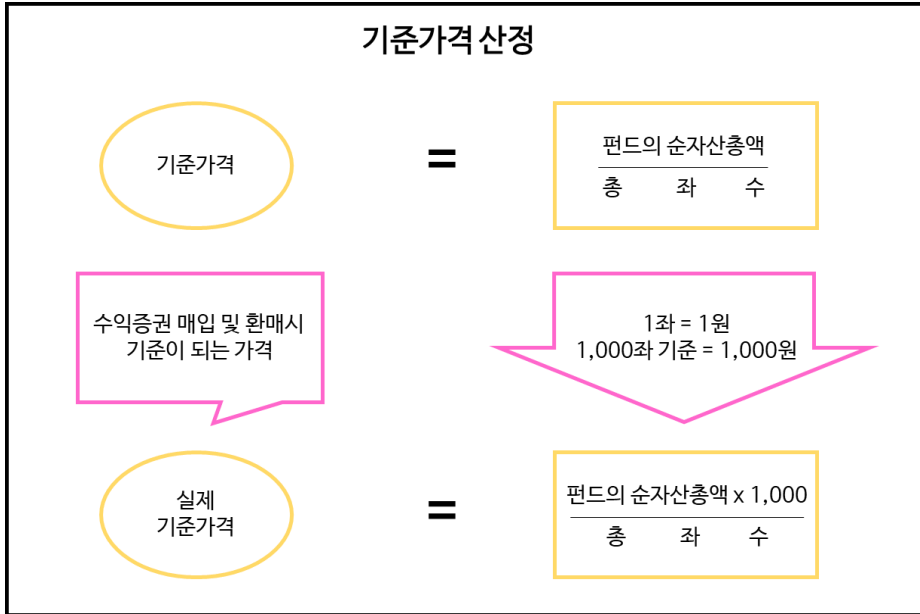 기준가격 산정
기준가격
=
펀드의 순자산총액
총 좌 수
수익증권 매입 및 환매시
기준이 되는 가격
1좌 = 1원
1,000좌 기준 = 1,000원
실제
기준가격
=
펀드의 순자산총액 x 1,000
총 좌 수